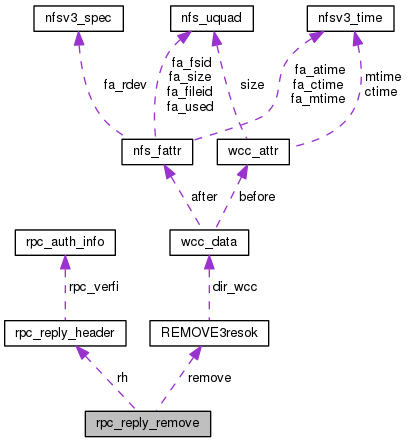 nfsv3_spec
nfs_uquad
nfsv3_time
fa_rdev
fa_fsid
fa_size
fa_fileid
fa_used
size
fa_atime
fa_ctime
fa_mtime
mtime
ctime
nfs_fattr
wcc_attr
after
before
rpc_auth_info
wcc_data
rpc_verfi
dir_wcc
rpc_reply_header
REMOVE3resok
rh
remove
rpc_reply_remove